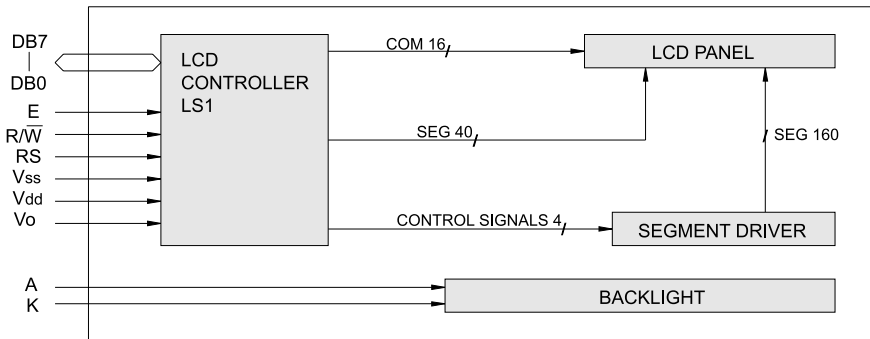 DB7
DB0
E
R/W̅
RS
Vss
Vdd
Vo
A
K
LCD
CONTROLLER
LS1
COM 16
SEG 40
CONTROL SIGNALS 4
LCD PANEL
SEG 160
SEGMENT DRIVER
BACKLIGHT